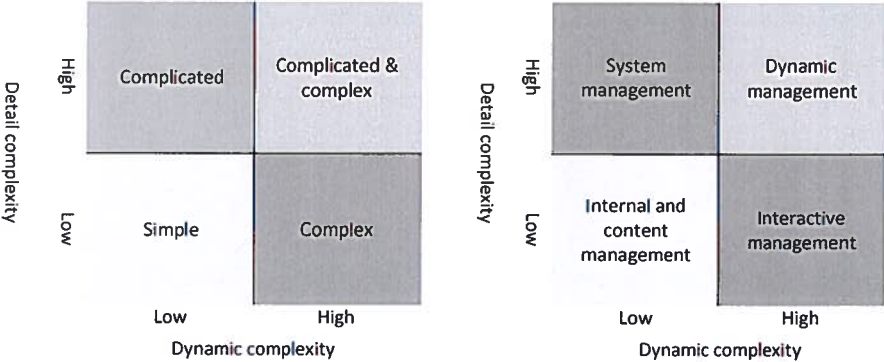 Detail complexity
High
Low
Complicated
Complicated &
complex
Simple
Complex
Low
High
Dynamic complexity
Detail complexity
High
Low
System
management
Dynamic
management
Internal and
content
management
Interactive
management
Low
High
Dynamic complexity